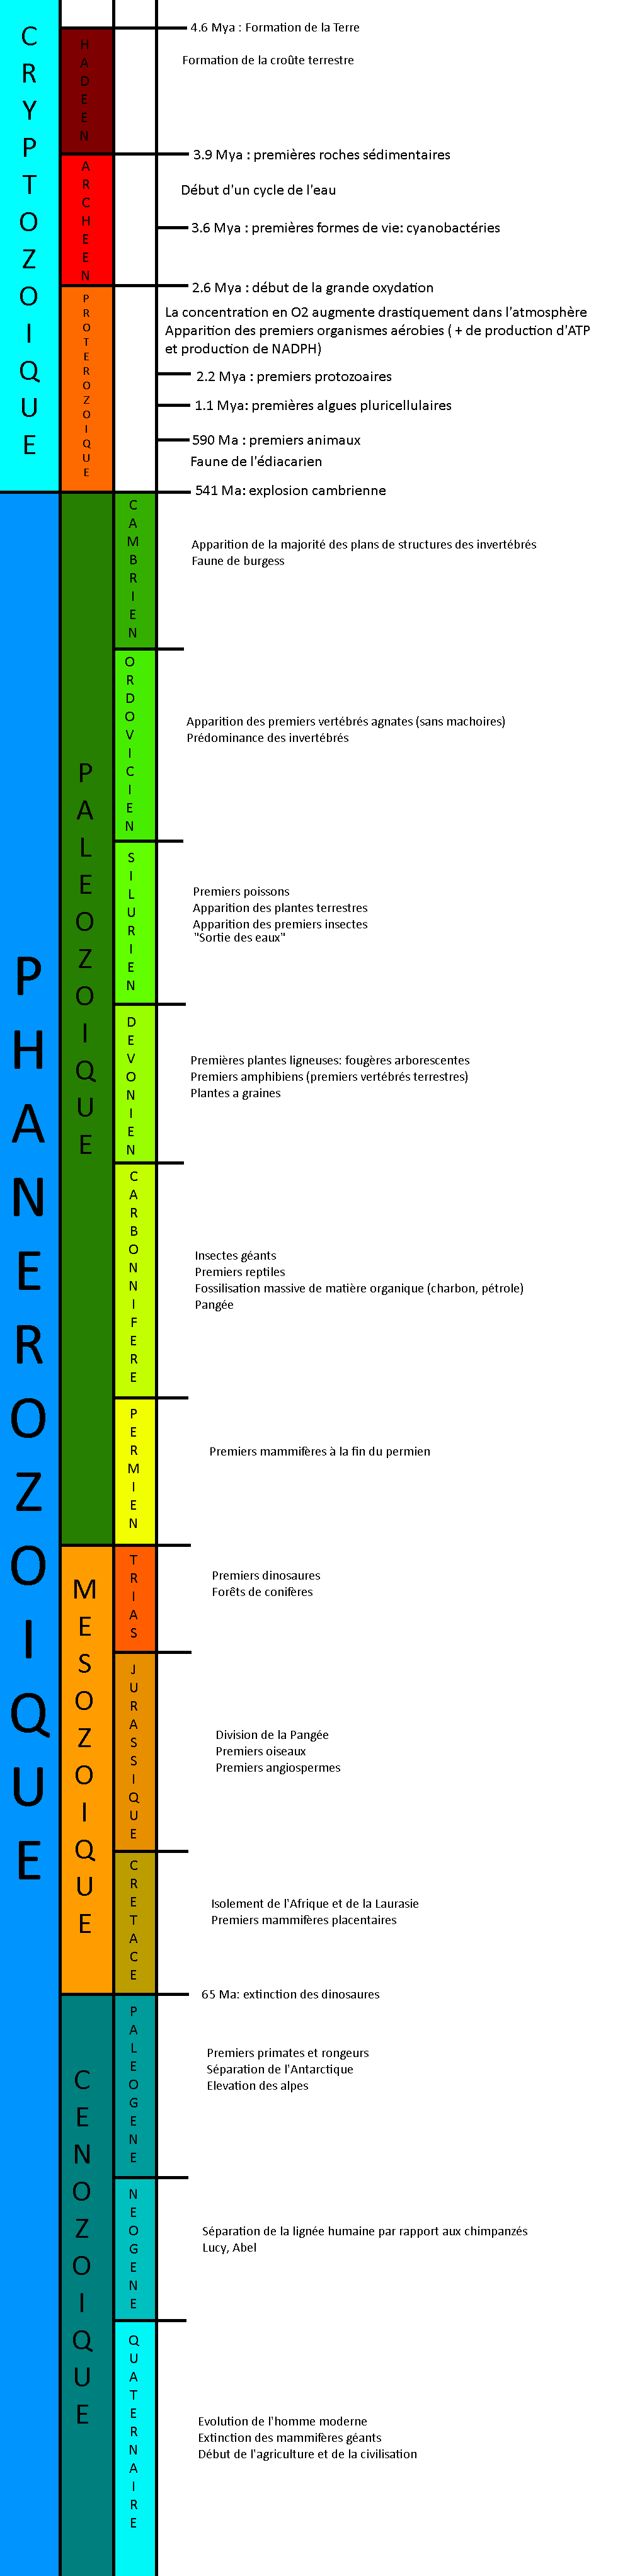 CRYPTOZOIQUE
HADEEN
4.6 Mya : Formation de la Terre
Formation de la croûte terrestre
ARCHEEN
3.9 Mya : premières roches sédimentaires
Début d'un cycle de l'eau
3.6 Mya : premières formes de vie: cyanobactéries
PROTEROZOIQUE
2.6 Mya : début de la grande oxydation
La concentration en O2 augmente drastiquement dans l'atmosphère
Apparition des premiers organismes aérobies ( + de production d'ATP
et production de NADPH)
2.2 Mya : premiers protozoaires
1.1 Mya: premières algues pluricellulaires
590 Ma : premiers animaux
Faune de l'édiacarien
541 Ma: explosion cambrienne
PHANEROZOIQUE
PALEOZOIQUE
CAMBRIEN
Apparition de la majorité des plans de structures des invertébrés
Faune de burgess
ORDOVICIEN
Apparition des premiers vertébrés agnates (sans machoires)
Prédominance des invertébrés
SILURIEN
Premiers poissons
Apparition des plantes terrestres
Apparition des premiers insectes
"Sortie des eaux"
DEVONIEN
Premières plantes ligneuses: fougères arborescentes
Premiers amphibiens (premiers vertébrés terrestres)
Plantes a graines
CARBONNIFERE
Insectes géants
Premiers reptiles
Fossilisation massive de matière organique (charbon, pétrole)
Pangée
PERMIEN
Premiers mammifères à la fin du permien
MESOZOIQUE
TRIAS
Premiers dinosaures
Forêts de conifères
JURASSIQUE
Division de la Pangée
Premiers oiseaux
Premiers angiospermes
CRETACE
Isolement de l'Afrique et de la Laurasie
Premiers mammifères placentaires
65 Ma: extinction des dinosaures
CENOZOIQUE
PALEOGENE
Premiers primates et rongeurs
Séparation de l'Antarctique
Elevation des alpes
NEOGENE
Séparation de la lignée humaine par rapport aux chimpanzés
Lucy, Abel
QUATERNAIRE
Evolution de l'homme moderne
Extinction des mammifères géants
Début de l'agriculture et de la civilisation